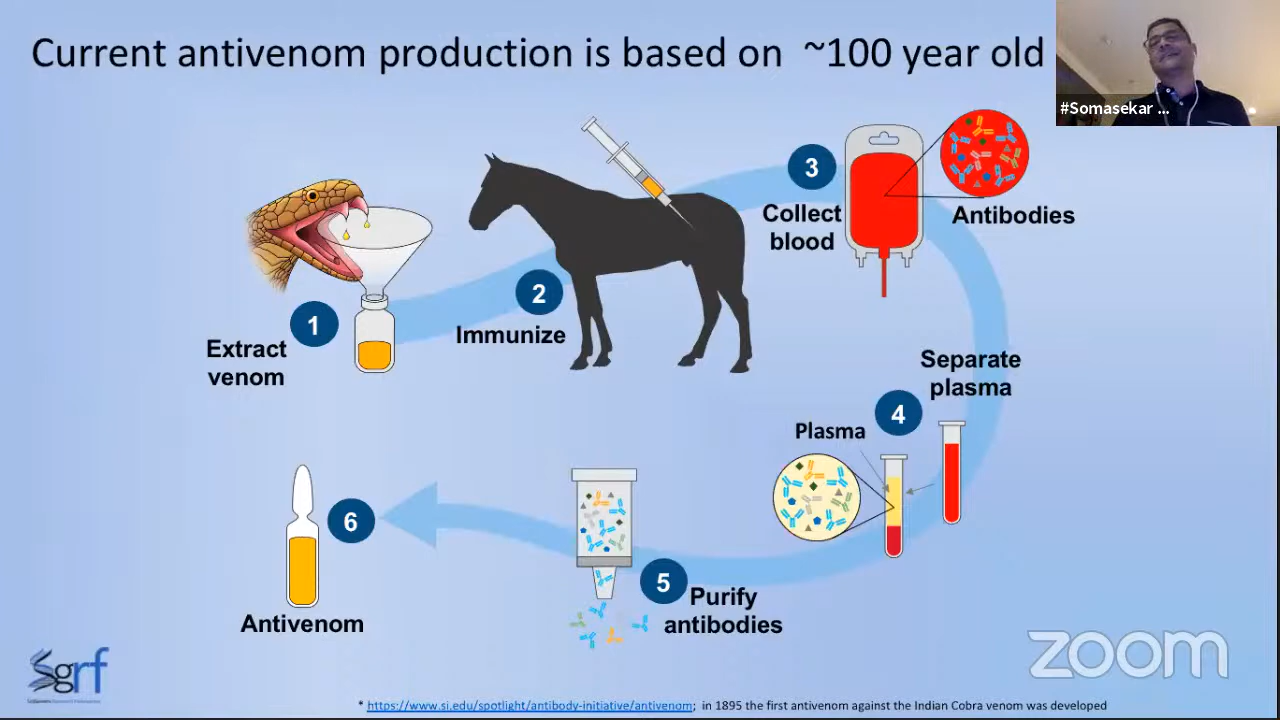 Current antivenom production is based on ~100 year old
#Somasekar ...
1
Extract
venom
2
Immunize
3
Collect
blood
Antibodies
Separate
plasma
4
Plasma
5
Purify
antibodies
6
Antivenom
sgrf
zoom
* https://www.si.edu/spotlight/antibody-initiative/antivenom; in 1895 the first antivenom against the Indian Cobra venom was developed